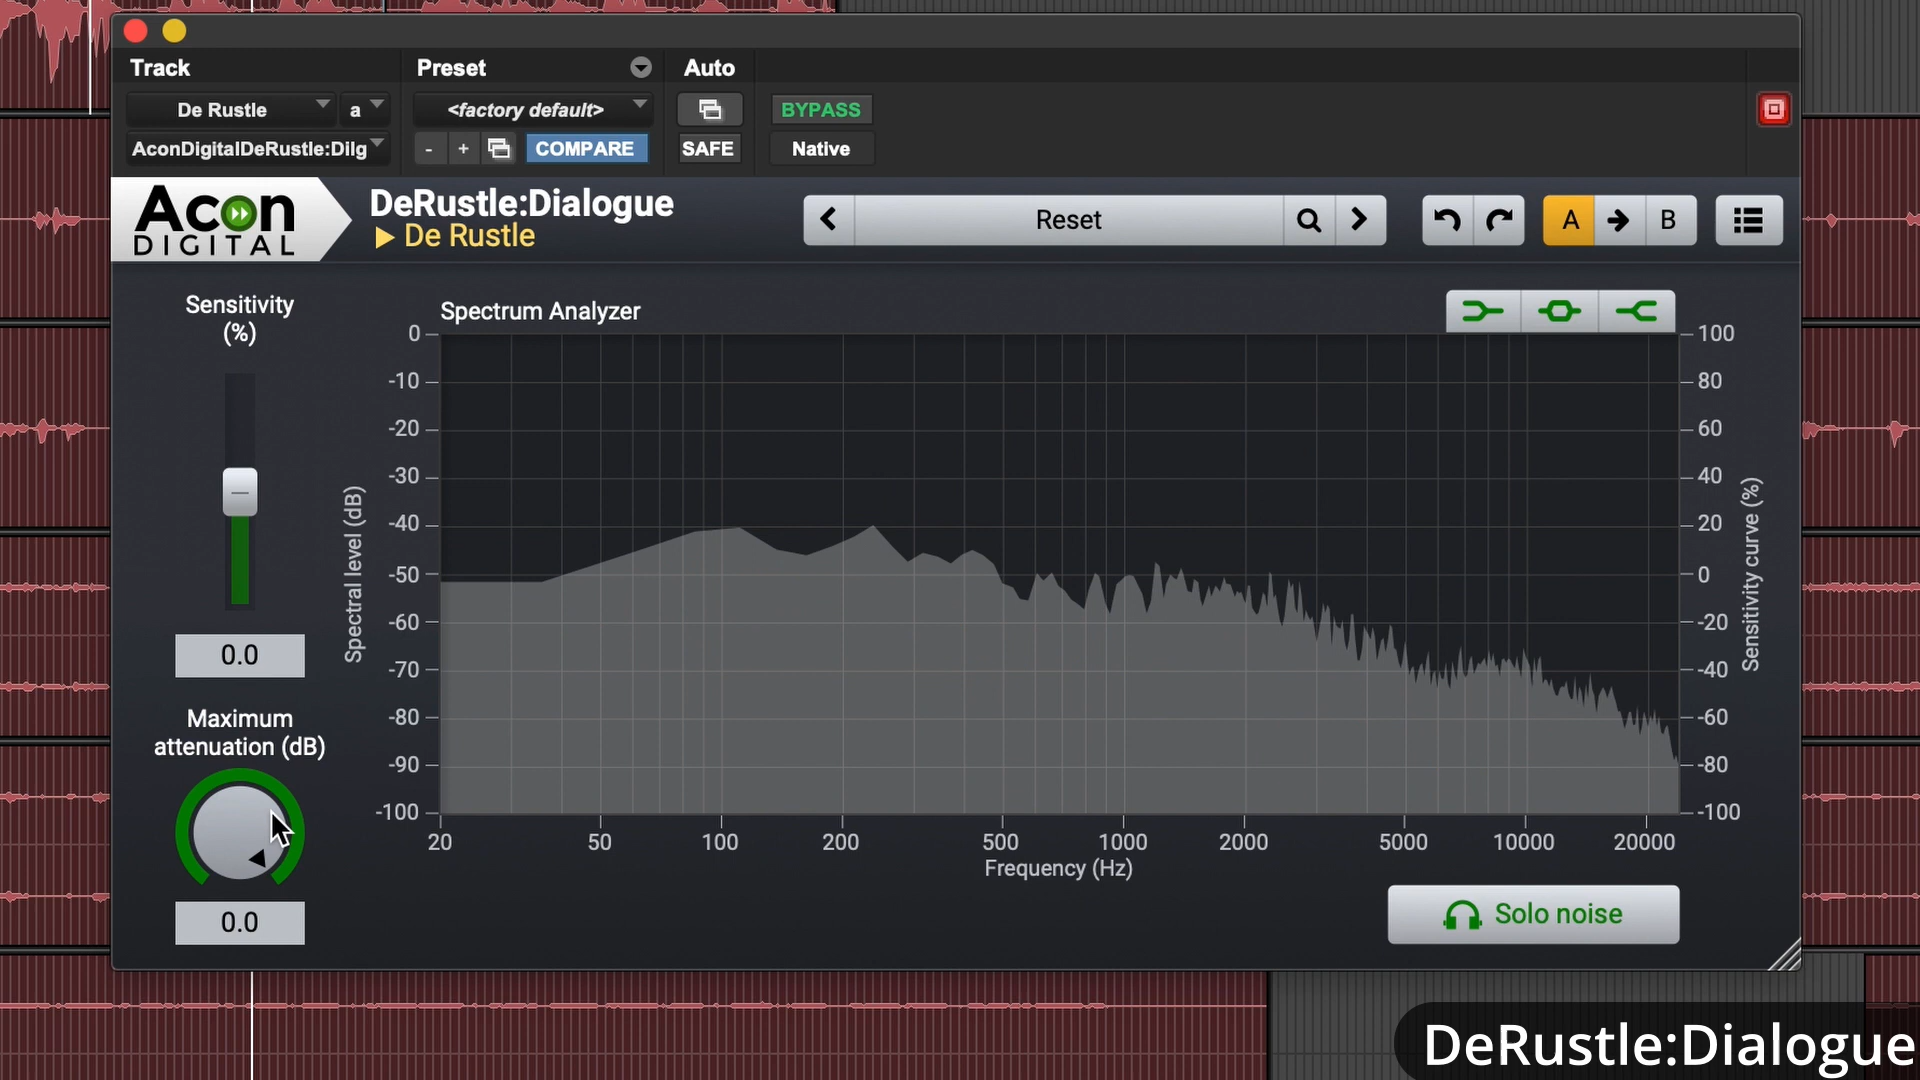 Track
Preset
Auto
De Rustle
a
<factory default>
BYPASS
AconDigitalDeRustle:Dilg
-
+
COMPARE
SAFE
Native
Acon
DIGITAL
DeRustle:Dialogue
De Rustle
Reset
A
B
Sensitivity
(%)
0.0
Maximum
attenuation (dB)
0.0
Spectrum Analyzer
Spectral level (dB)
0
-10
-20
-30
-40
-50
-60
-70
-80
-90
-100
100
80
60
40
20
0
-20
-40
-60
-80
-100
Sensitivity curve (%)
20
50
100
200
500
1000
2000
5000
10000
20000
Frequency (Hz)
Solo noise
DeRustle:Dialogue